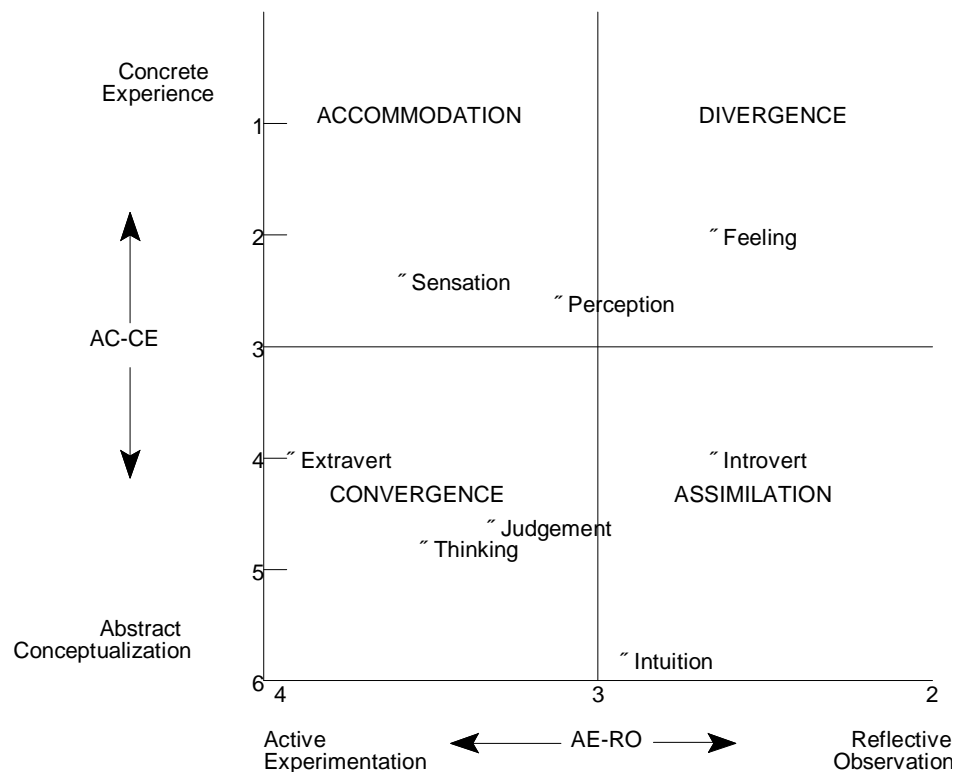 Concrete
Experience
ACCOMMODATION
DIVERGENCE
1
2
˝ Feeling
˝ Sensation
˝ Perception
AC-CE
3
4
˝ Extravert
˝ Introvert
CONVERGENCE
ASSIMILATION
˝ Judgement
˝ Thinking
5
Abstract
Conceptualization
˝ Intuition
6
4
3
2
Active
Experimentation
AE-RO
Reflective
Observation